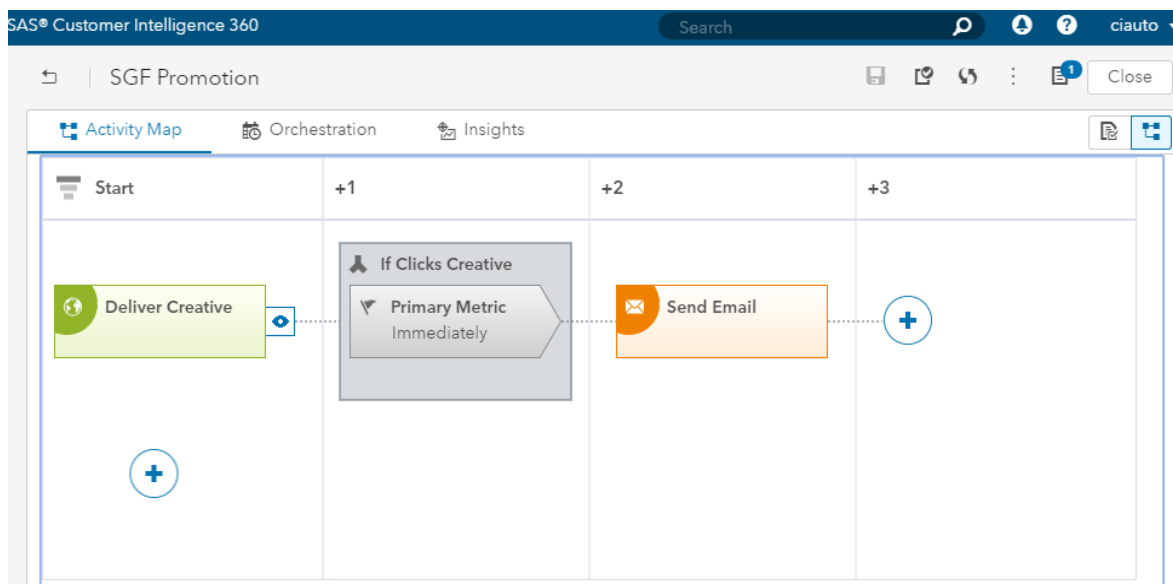 SAS® Customer Intelligence 360
Search
ciauto
SGF Promotion
1
Close
Activity Map
Orchestration
Insights
Start
+1
+2
+3
If Clicks Creative
Deliver Creative
Primary Metric
Immediately
Send Email